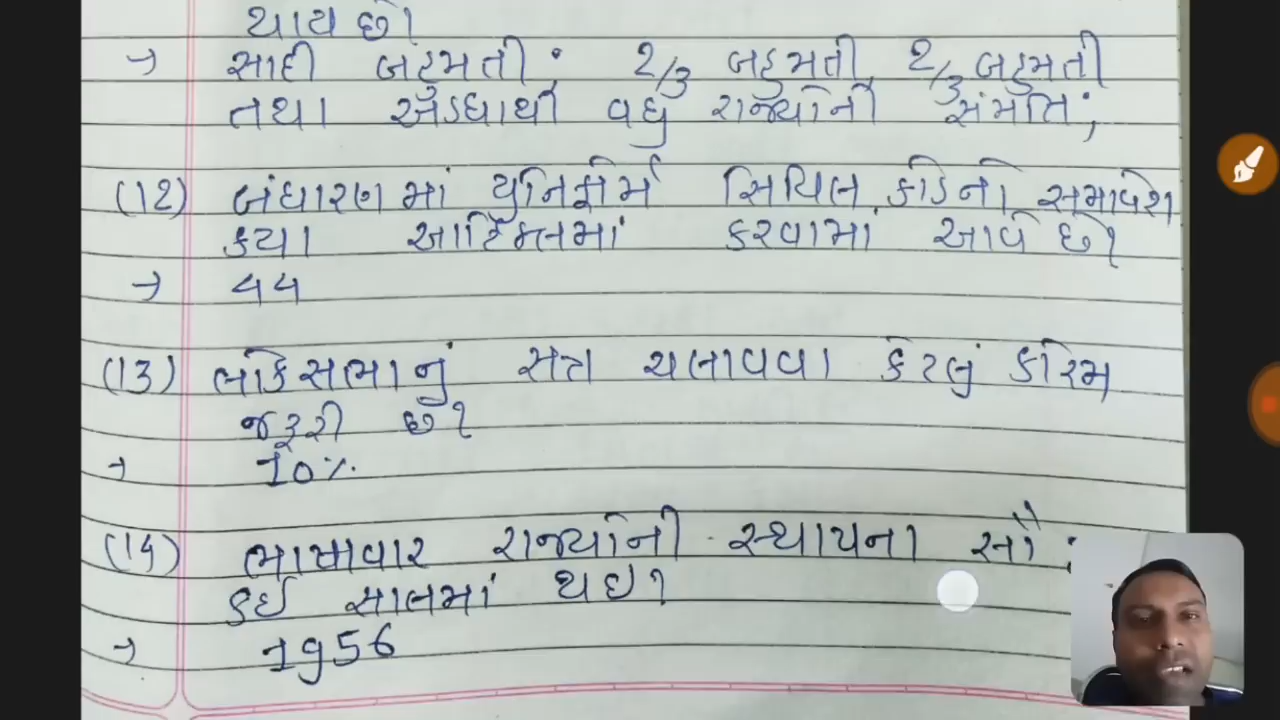 થાય છે?
→ સાદી બહુમતી; 2/3 બહુમતી, 2/3 બહુમતી
તથા અડધાથી વધુ રાજ્યોની સંમતિ;
(12) બંધારણમાં યુનિફોર્મ સિવિલ કોડનો સમાવેશ
કયા આર્ટિકલમાં કરવામાં આવે છે?
→ 44
(13) લોકસભાનું સત્ર ચલાવવા કેટલું કોરમ
જરૂરી છે?
→ 10%
(14) ભાષાવાર રાજ્યોની સ્થાપના સૌ
કઈ સાલમાં થઈ?
→ 1956